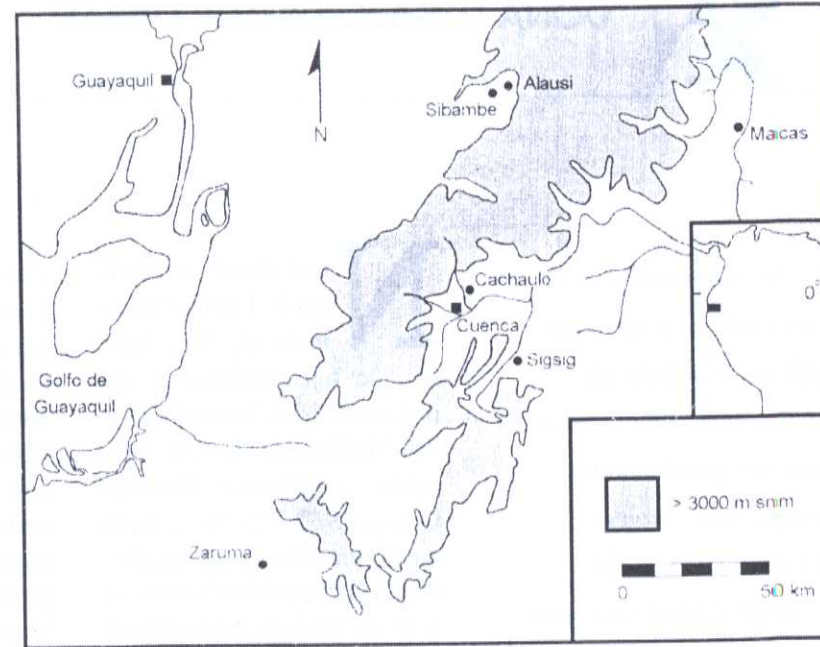 Guayaquil
Alausi
Sibambe
N
Macas
Cachaulo
0°
Cuenca
Sigsig
Golfo de
Guayaquil
> 3000 m snm
Zaruma
0 50 km